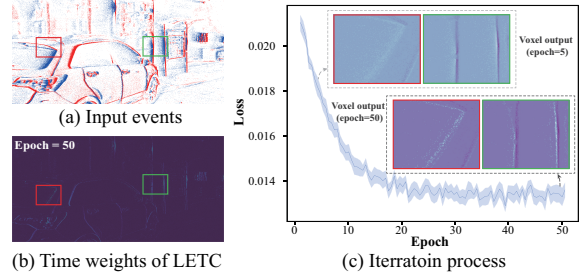 (a) Input events
Epoch = 50
(b) Time weights of LETC
(c) Iterratoin process
Loss
0.020
0.018
0.016
0.014
0 10 20 30 40 50
Epoch
Voxel output
(epoch=5)
Voxel output
(epoch=50)